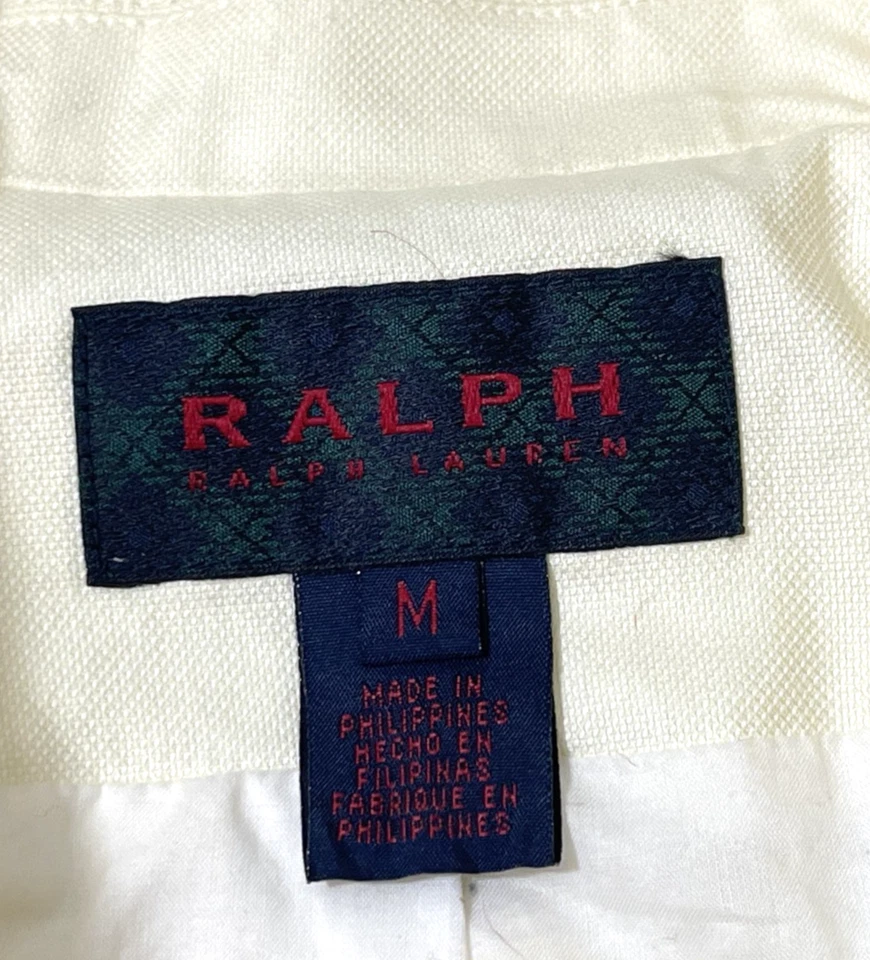 RALPH
RALPH LAUREN
M
MADE IN
PHILIPPINES
HECHO EN
FILIPINAS
FABRIQUE EN
PHILIPPINES